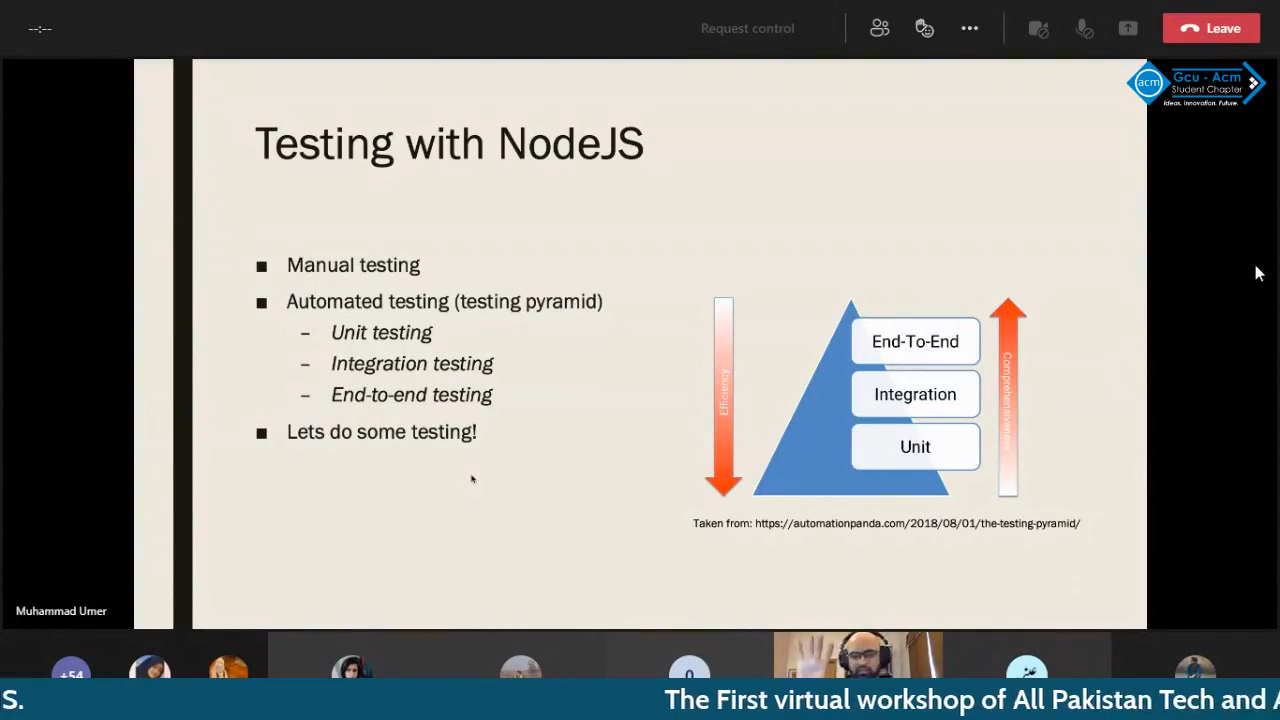 --:--
Request control
Leave
acm
Gcu - Acm
Student Chapter
Ideas. Innovation. Future.
Testing with NodeJS
■ Manual testing
■ Automated testing (testing pyramid)
– Unit testing
– Integration testing
– End-to-end testing
■ Lets do some testing!
Efficiency
End-To-End
Integration
Unit
Comprehensiveness
Taken from: https://automationpanda.com/2018/08/01/the-testing-pyramid/
Muhammad Umer
+54
S.
The First virtual workshop of All Pakistan Tech and A